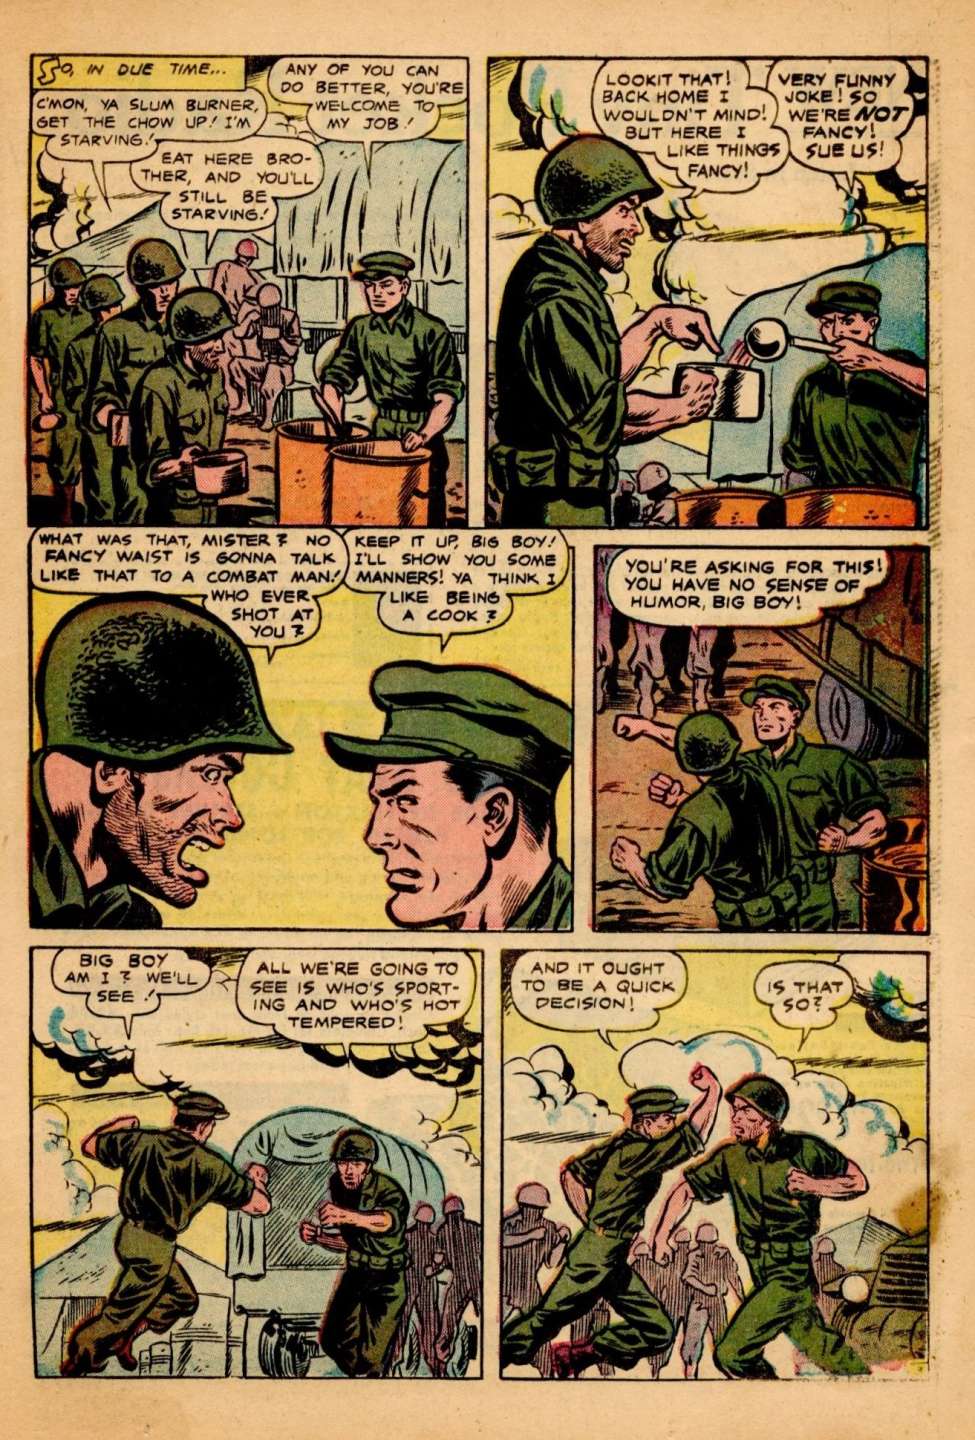 SO, IN DUE TIME...
C'MON, YA SLUM BURNER,
GET THE CHOW UP! I'M
STARVING!
EAT HERE BRO-
THER, AND YOU'LL
STILL BE
STARVING!
ANY OF YOU CAN
DO BETTER, YOU'RE
WELCOME TO
MY JOB!
LOOKIT THAT!
BACK HOME I
WOULDN'T MIND!
BUT HERE I
LIKE THINGS
FANCY!
VERY FUNNY
JOKE! SO
WE'RE NOT
FANCY!
SUE US!
WHAT WAS THAT, MISTER? NO
FANCY WAIST IS GONNA TALK
LIKE THAT TO A COMBAT MAN!
WHO EVER
SHOT AT
YOU?
KEEP IT UP, BIG BOY!
I'LL SHOW YOU SOME
MANNERS! YA THINK I
LIKE BEING
A COOK?
YOU'RE ASKING FOR THIS!
YOU HAVE NO SENSE OF
HUMOR, BIG BOY!
BIG BOY
AM I? WE'LL
SEE!
ALL WE'RE GOING TO
SEE IS WHO'S SPORT-
ING AND WHO'S HOT
TEMPERED!
AND IT OUGHT
TO BE A QUICK
DECISION!
IS THAT
SO?